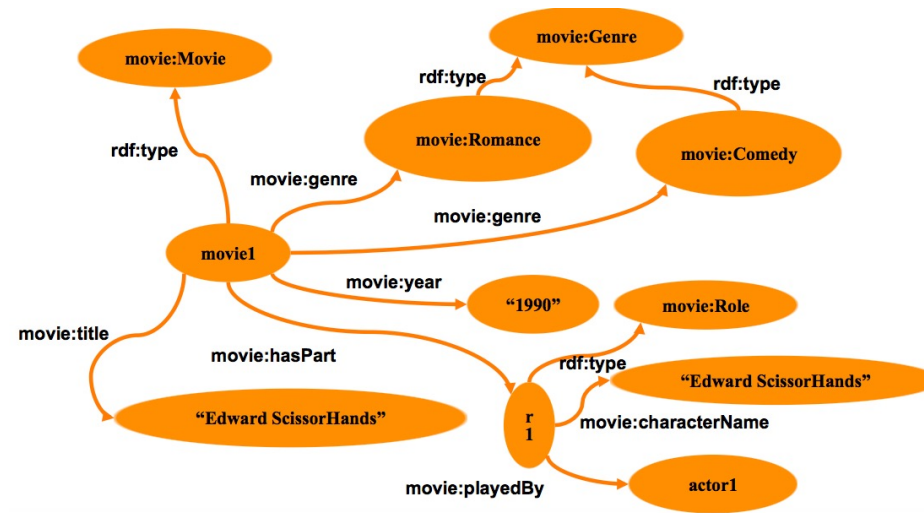 movie:Genre
movie:Movie
rdf:type
rdf:type
movie:Romance
movie:Comedy
rdf:type
movie:genre
movie:genre
movie1
movie:year
“1990”
movie:Role
movie:title
movie:hasPart
rdf:type
“Edward ScissorHands”
“Edward ScissorHands”
r
1
movie:characterName
movie:playedBy
actor1